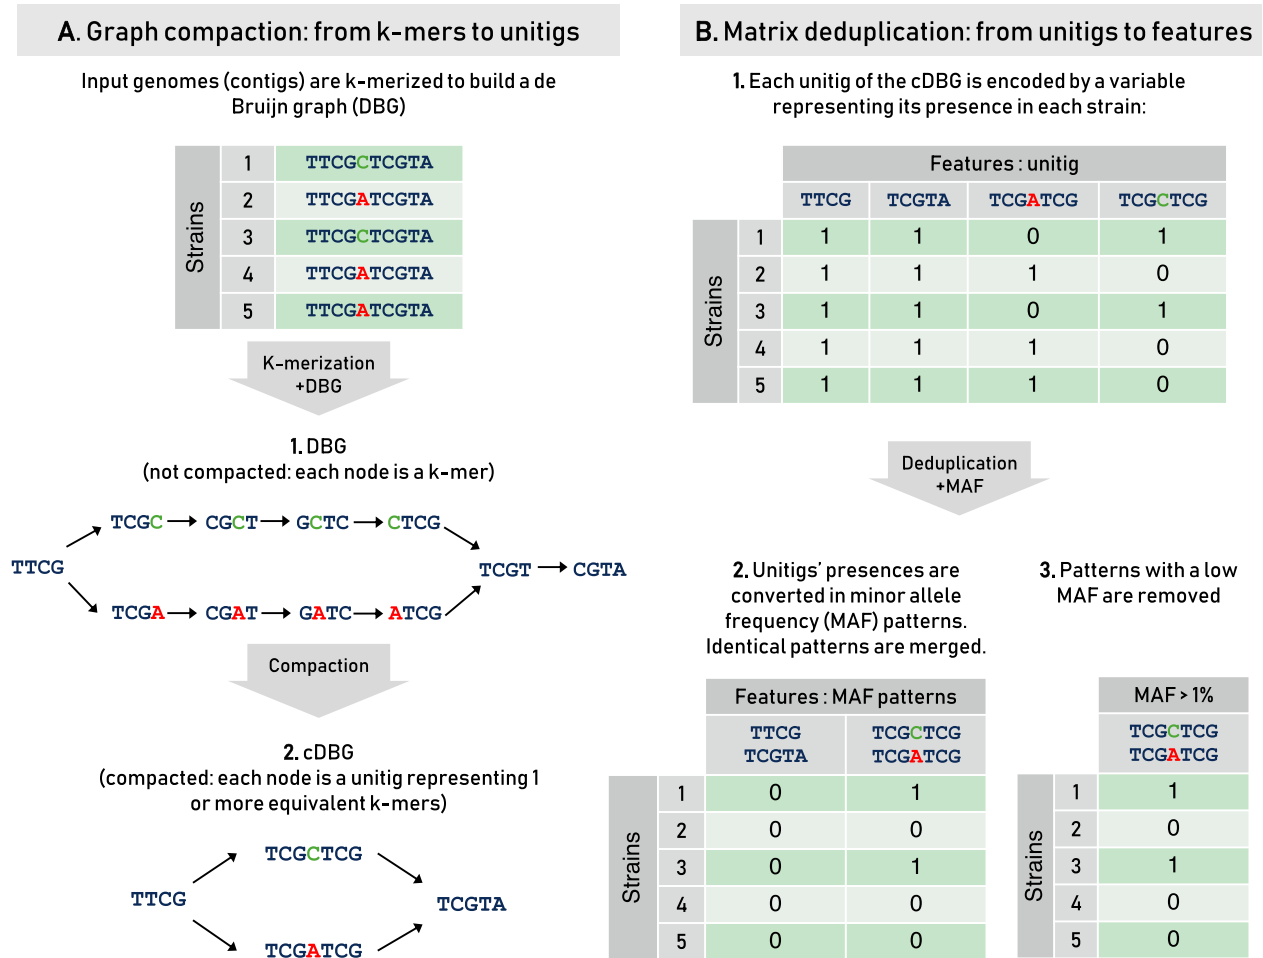 A. Graph compaction: from k-mers to unitigs
Input genomes (contigs) are k-merized to build a de
Bruijn graph (DBG)
Strains
1 TTCGCTCGTA
2 TTCGATCGTA
3 TTCGCTCGTA
4 TTCGATCGTA
5 TTCGATCGTA
K-merization
+DBG
1. DBG
(not compacted: each node is a k-mer)
TCGC CGCT GCTC CTCG
TTCG TCGT CGTA
TCGA CGAT GATC ATCG
Compaction
2. cDBG
(compacted: each node is a unitig representing 1
or more equivalent k-mers)
TCGCTCG
TTCG TCGTA
TCGATCG
B. Matrix deduplication: from unitigs to features
1. Each unitig of the cDBG is encoded by a variable
representing its presence in each strain:
Features : unitig
TTCG TCGTA TCGATCG TCGCTCG
Strains
1 1 1 0 1
2 1 1 1 0
3 1 1 0 1
4 1 1 1 0
5 1 1 1 0
Deduplication
+MAF
2. Unitigs' presences are
converted in minor allele
frequency (MAF) patterns.
Identical patterns are merged.
Features : MAF patterns
TTCG TCGCTCG
TCGTA TCGATCG
Strains
1 0 1
2 0 0
3 0 1
4 0 0
5 0 0
3. Patterns with a low
MAF are removed
MAF > 1%
TCGCTCG
TCGATCG
Strains
1 1
2 0
3 1
4 0
5 0